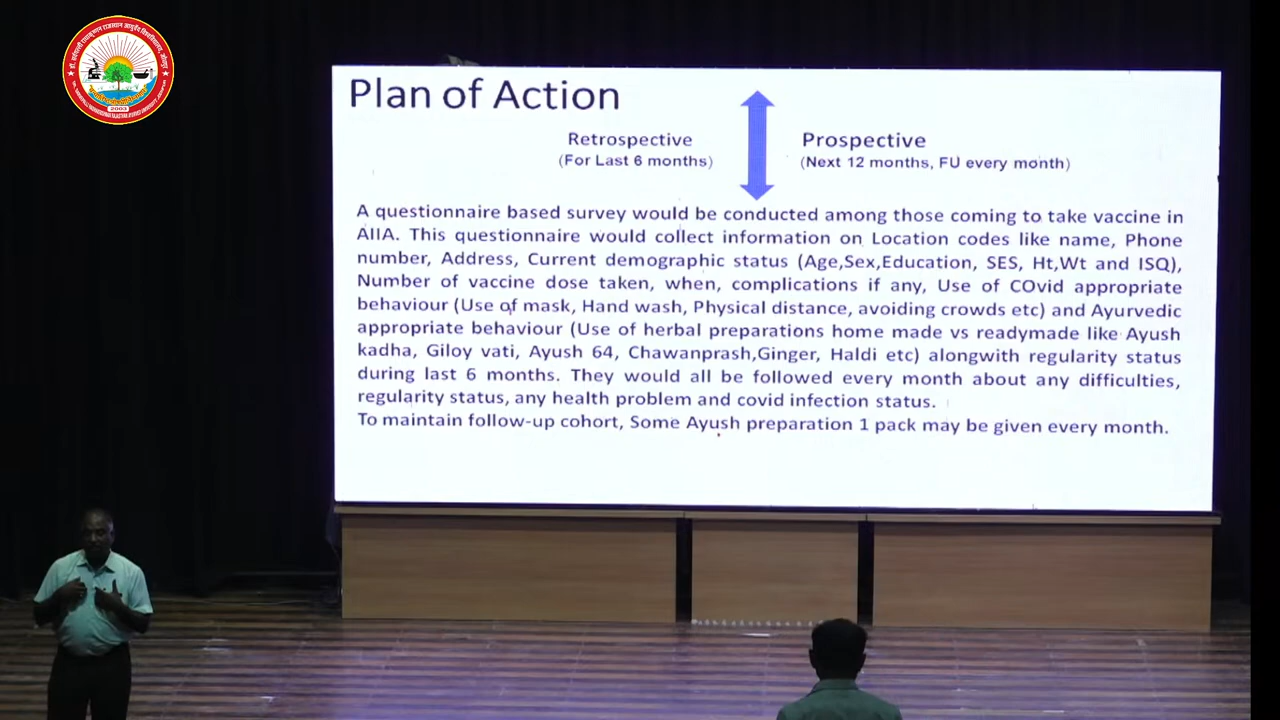 2003
Plan of Action
Retrospective
(For Last 6 months)
Prospective
(Next 12 months, FU every month)
A questionnaire based survey would be conducted among those coming to take vaccine in
AIIA. This questionnaire would collect information on Location codes like name, Phone
number, Address, Current demographic status (Age,Sex,Education, SES, Ht,Wt and ISQ),
Number of vaccine dose taken, when, complications if any, Use of COvid appropriate
behaviour (Use of mask, Hand wash, Physical distance, avoiding crowds etc) and Ayurvedic
appropriate behaviour (Use of herbal preparations home made vs readymade like Ayush
kadha, Giloy vati, Ayush 64, Chawanprash,Ginger, Haldi etc) alongwith regularity status
during last 6 months. They would all be followed every month about any difficulties,
regularity status, any health problem and covid infection status.
To maintain follow-up cohort, Some Ayush preparation 1 pack may be given every month.